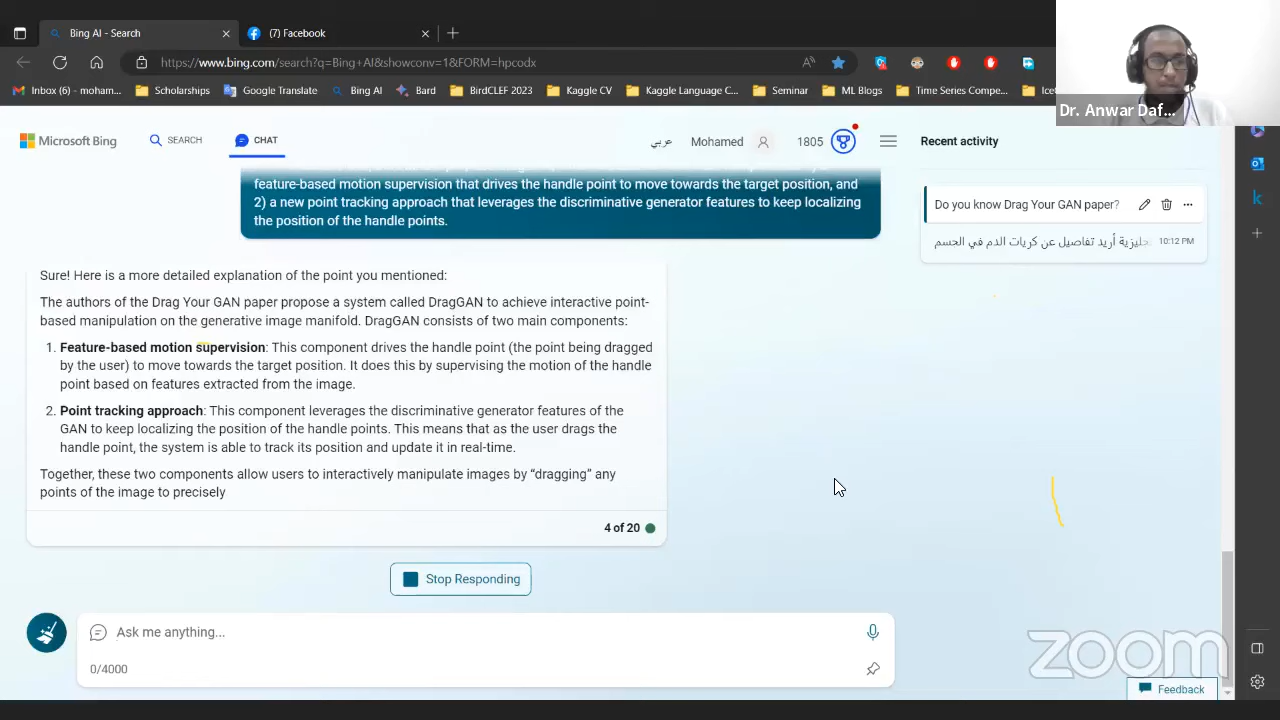 Bing AI - Search
(7) Facebook
https://www.bing.com/search?q=Bing+AI&showconv=1&FORM=hpcodx
Inbox (6) - moham...
Scholarships
Google Translate
Bing AI
Bard
BirdCLEF 2023
Kaggle CV
Kaggle Language C...
Seminar
ML Blogs
Time Series Compe...
Dr. Anwar Daf...
Microsoft Bing
SEARCH
CHAT
عربي
Mohamed
1805
Recent activity
feature-based motion supervision that drives the handle point to move towards the target position, and
2) a new point tracking approach that leverages the discriminative generator features to keep localizing
the position of the handle points.
Do you know Drag Your GAN paper?
أريد تفاصيل عن كريات الدم في الجسم
10:12 PM
Sure! Here is a more detailed explanation of the point you mentioned:
The authors of the Drag Your GAN paper propose a system called DragGAN to achieve interactive point-
based manipulation on the generative image manifold. DragGAN consists of two main components:
1. Feature-based motion supervision: This component drives the handle point (the point being dragged
by the user) to move towards the target position. It does this by supervising the motion of the handle
point based on features extracted from the image.
2. Point tracking approach: This component leverages the discriminative generator features of the
GAN to keep localizing the position of the handle points. This means that as the user drags the
handle point, the system is able to track its position and update it in real-time.
Together, these two components allow users to interactively manipulate images by “dragging” any
points of the image to precisely
4 of 20
Stop Responding
Ask me anything...
0/4000
zoom
Feedback